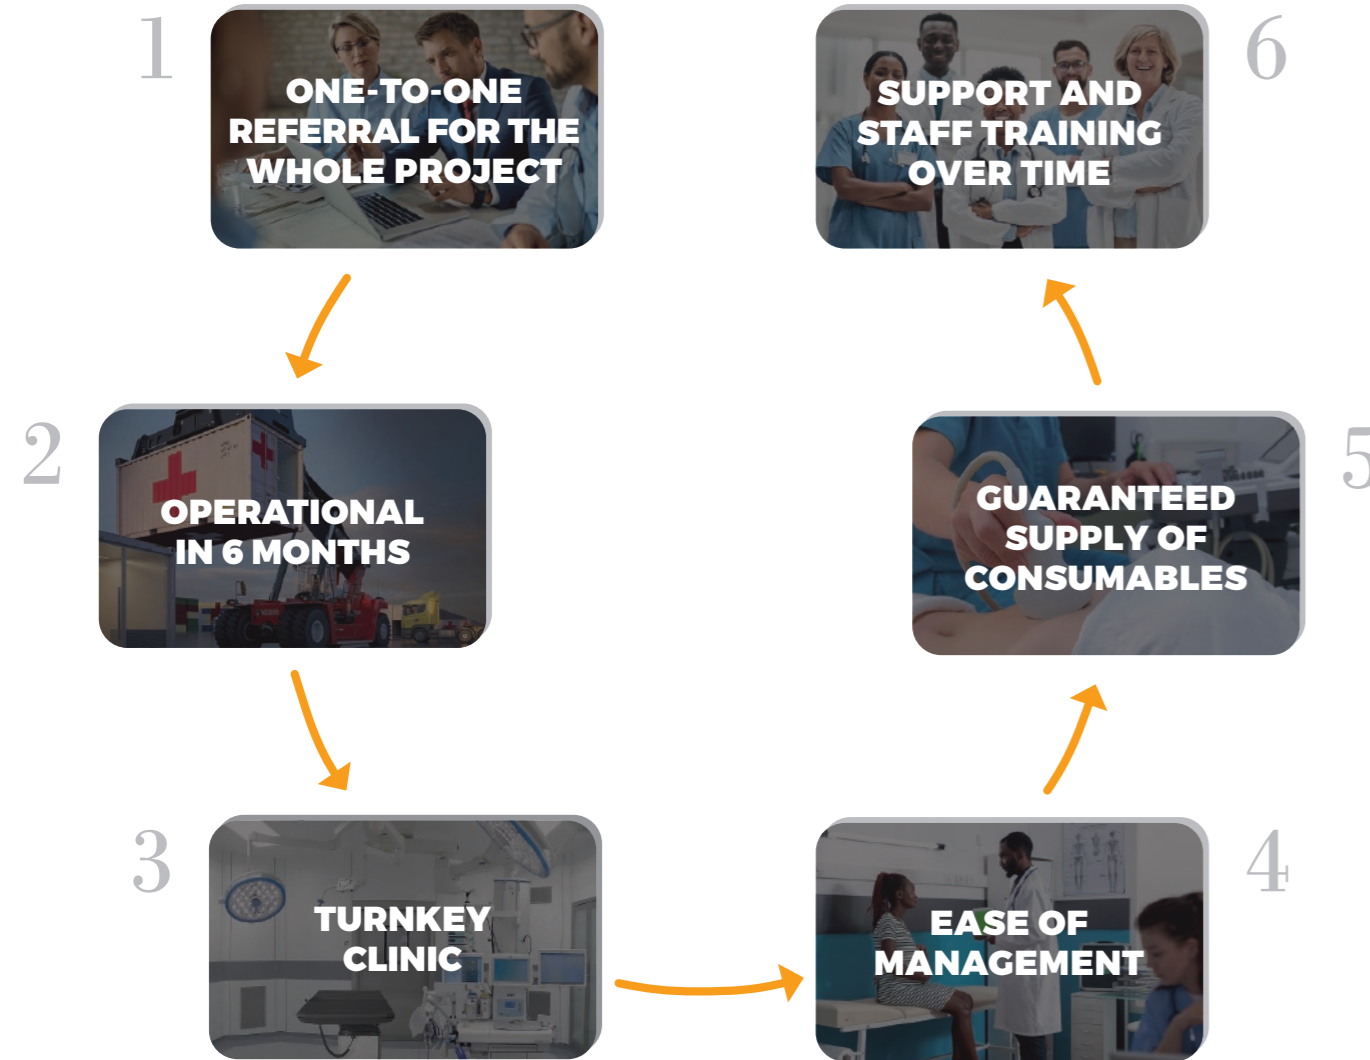 1
ONE-TO-ONE
REFERRAL FOR THE
WHOLE PROJECT
2
OPERATIONAL
IN 6 MONTHS
3
TURNKEY
CLINIC
4
EASE OF
MANAGEMENT
5
GUARANTEED
SUPPLY OF
CONSUMABLES
6
SUPPORT AND
STAFF TRAINING
OVER TIME